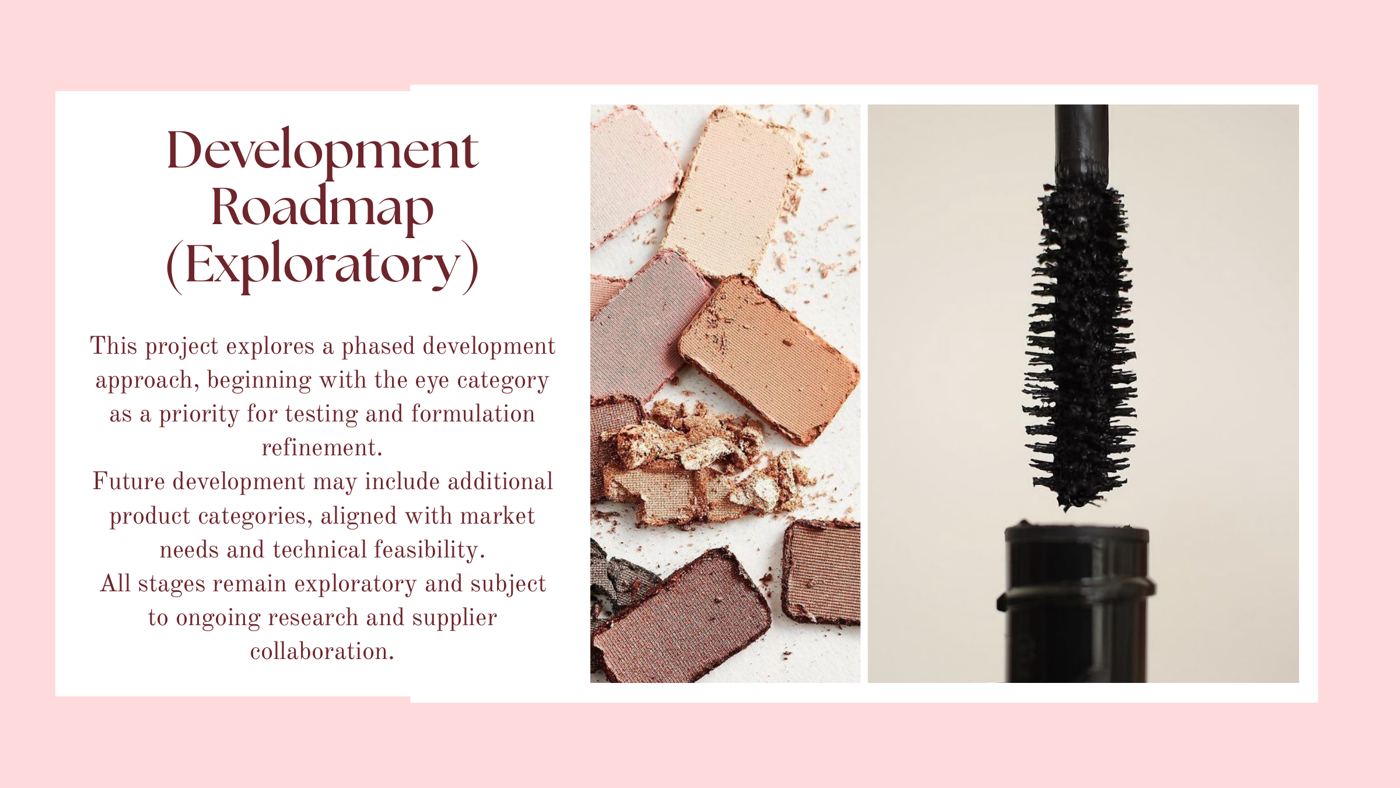 Development
Roadmap
(Exploratory)
This project explores a phased development
approach, beginning with the eye category
as a priority for testing and formulation
refinement.
Future development may include additional
product categories, aligned with market
needs and technical feasibility.
All stages remain exploratory and subject
to ongoing research and supplier
collaboration.